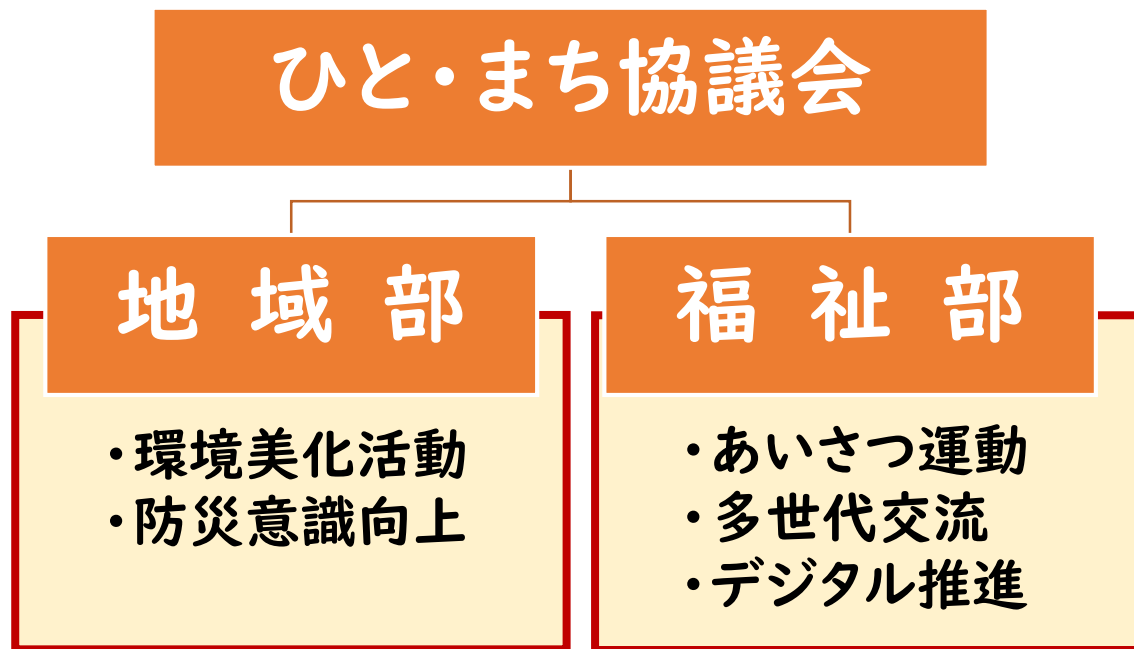 ひと・まち協議会
地域部
・環境美化活動
・防災意識向上
福祉部
・あいさつ運動
・多世代交流
・デジタル推進